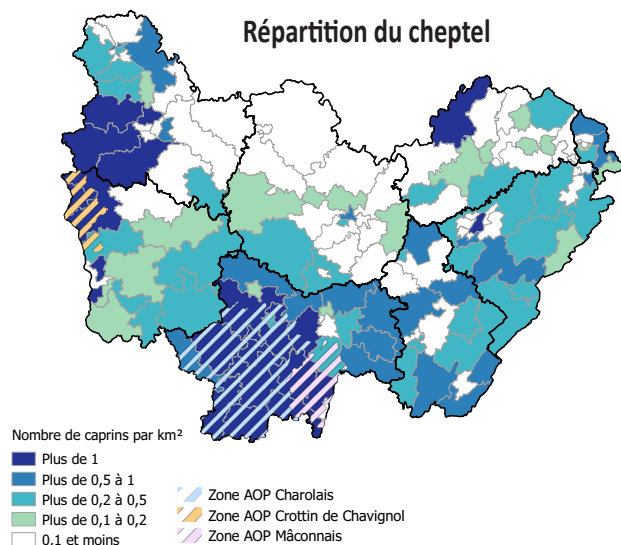 Répartition du cheptel
Nombre de caprins par km²
Plus de 1
Plus de 0,5 à 1
Plus de 0,2 à 0,5
Plus de 0,1 à 0,2
0,1 et moins
Zone AOP Charolais
Zone AOP Crottin de Chavignol
Zone AOP Mâconnais